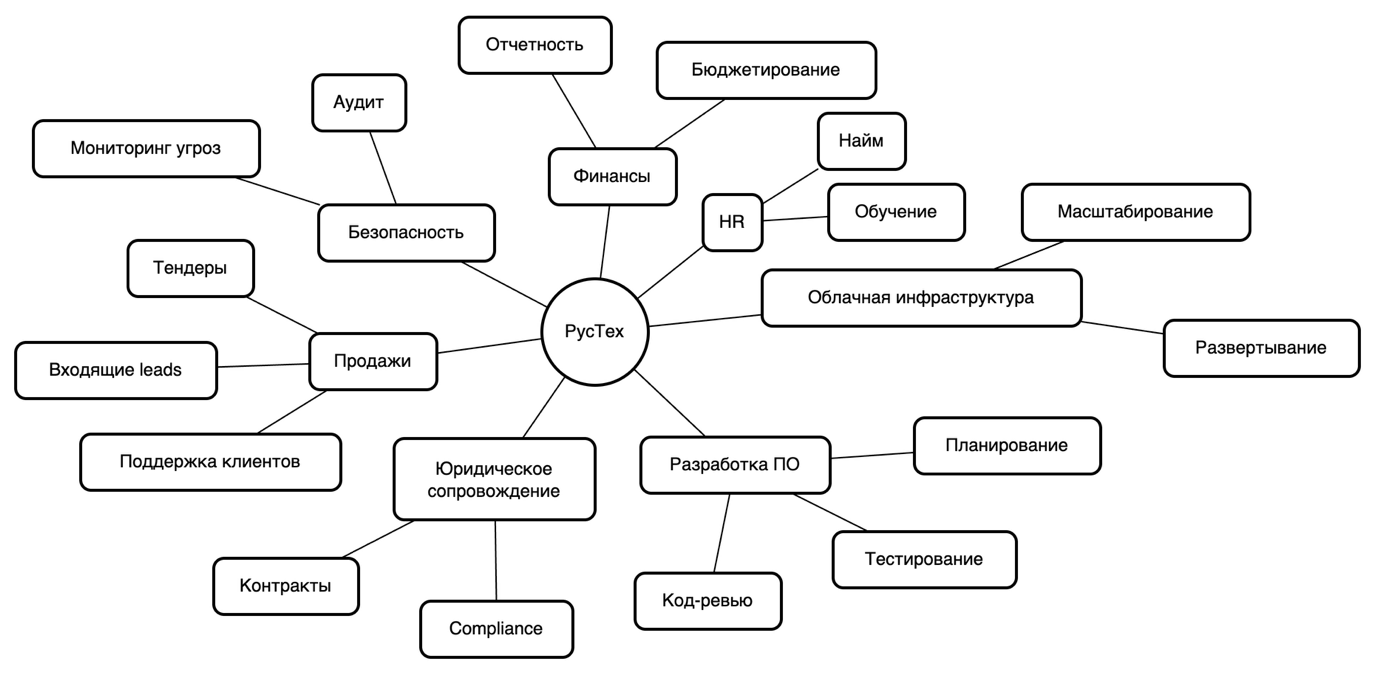 Отчетность
Бюджетирование
Аудит
Мониторинг угроз
Найм
Финансы
Обучение
Масштабирование
HR
Безопасность
Тендеры
Облачная инфраструктура
РусТех
Развертывание
Продажи
Входящие leads
Поддержка клиентов
Юридическое
сопровождение
Разработка ПО
Планирование
Тестирование
Контракты
Код-ревью
Compliance